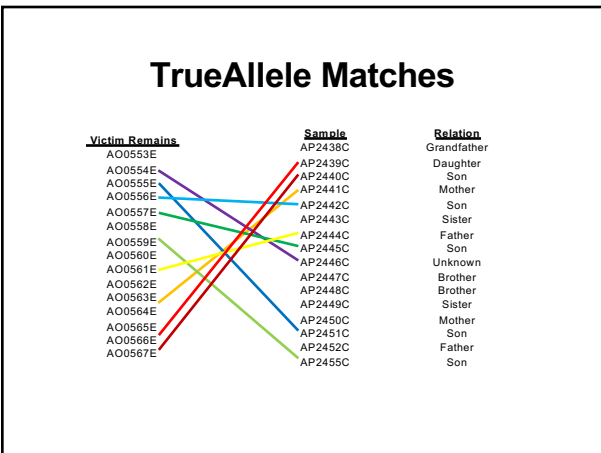 TrueAllele Matches
Victim Remains
AO0553E
AO0554E
AO0555E
AO0556E
AO0557E
AO0558E
AO0559E
AO0560E
AO0561E
AO0562E
AO0563E
AO0564E
AO0565E
AO0566E
AO0567E
Sample Relation
AP2438C Grandfather
AP2439C Daughter
AP2440C Son
AP2441C Mother
AP2442C Son
AP2443C Sister
AP2444C Father
AP2445C Son
AP2446C Unknown
AP2447C Brother
AP2448C Brother
AP2449C Sister
AP2450C Mother
AP2451C Son
AP2452C Father
AP2455C Son